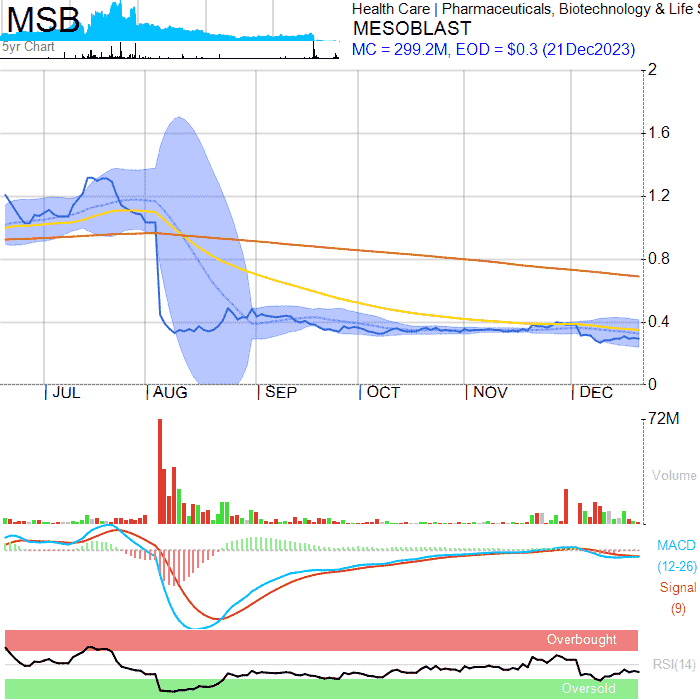 MSB
5yr Chart
Health Care | Pharmaceuticals, Biotechnology & Life S
MESOBLAST
MC = 299.2M, EOD = $0.3 (21Dec2023)
2
1.6
1.2
0.8
0.4
0
JUL AUG SEP OCT NOV DEC
72M
Volume
MACD
(12-26)
Signal
(9)
Overbought
RSI(14)
Oversold